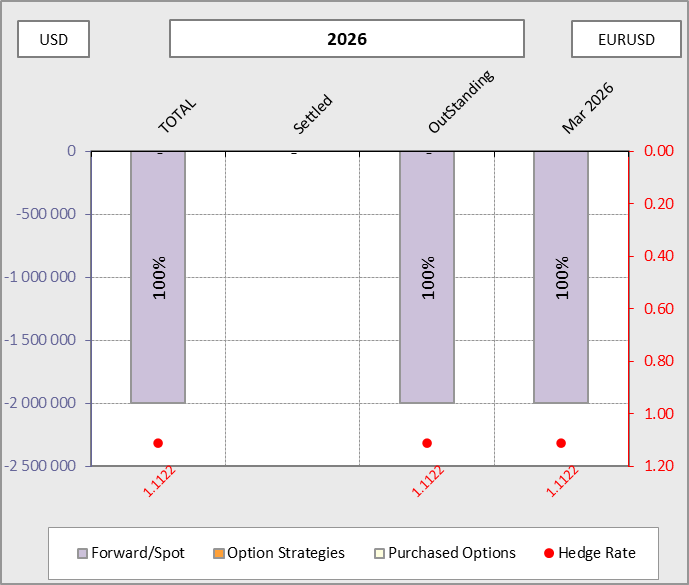 USD
2026
EURUSD
TOTAL
Settled
OutStanding
Mar 2026
0
-500 000
-1 000 000
-1 500 000
-2 000 000
-2 500 000
-
-
-
100%
100%
100%
0.00
0.20
0.40
0.60
0.80
1.00
1.20
1.1122
1.1122
1.1122
Forward/Spot
Option Strategies
Purchased Options
Hedge Rate